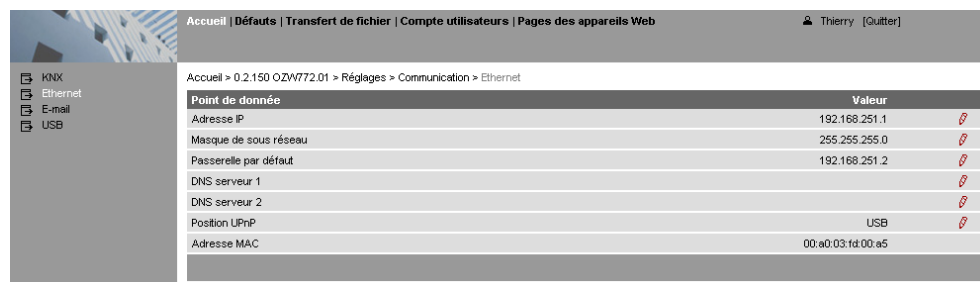 Accueil | Défauts | Transfert de fichier | Compte utilisateurs | Pages des appareils Web
Thierry [Quitter]
KNX
Ethernet
E-mail
USB
Accueil > 0.2.150 OZW772.01 > Réglages > Communication > Ethernet
Point de donnée Valeur
Adresse IP 192.168.251.1
Masque de sous réseau 255.255.255.0
Passerelle par défaut 192.168.251.2
DNS serveur 1
DNS serveur 2
Position UPnP USB
Adresse MAC 00:a0:03:fd:00:a5